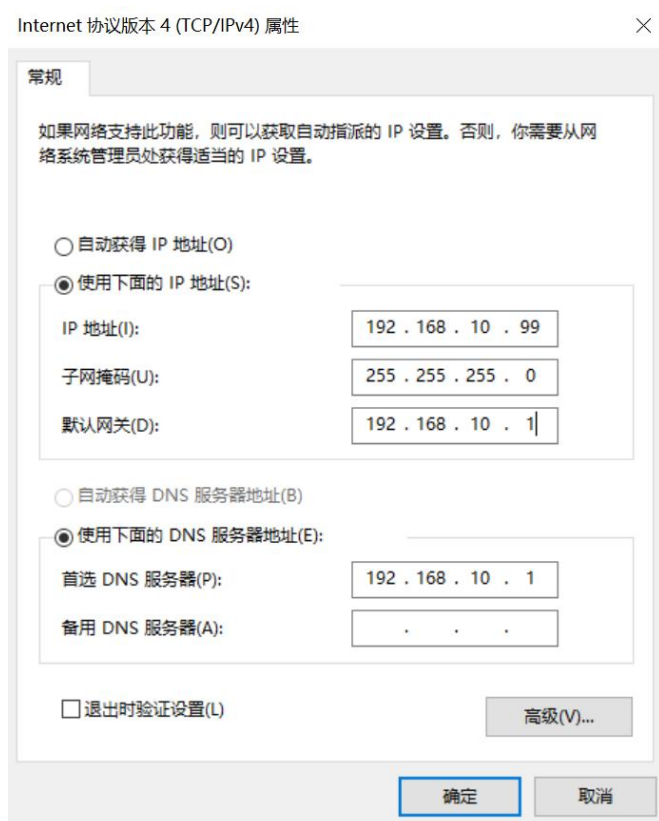 Internet 协议版本 4 (TCP/IPv4) 属性
常规
如果网络支持此功能，则可以获取自动指派的 IP 设置。否则，你需要从网
络系统管理员处获得适当的 IP 设置。
自动获得 IP 地址(O)
使用下面的 IP 地址(S):
IP 地址(I): 192 . 168 . 10 . 99
子网掩码(U): 255 . 255 . 255 . 0
默认网关(D): 192 . 168 . 10 . 1
自动获得 DNS 服务器地址(B)
使用下面的 DNS 服务器地址(E):
首选 DNS 服务器(P): 192 . 168 . 10 . 1
备用 DNS 服务器(A): . . .
退出时验证设置(L)
高级(V)...
确定 取消